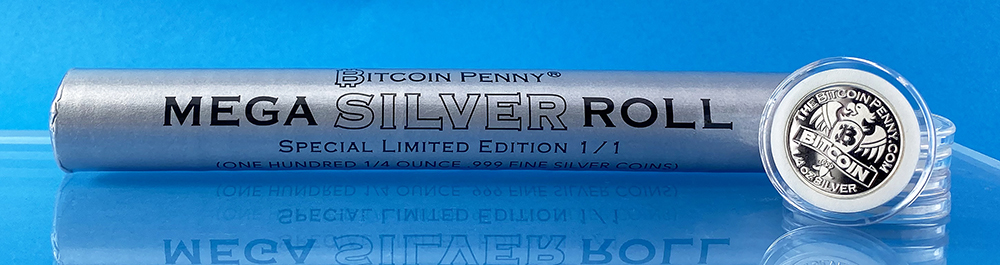 BITCOIN PENNY®
MEGA SILVER ROLL
SPECIAL LIMITED EDITION 1/1
(ONE HUNDRED 1/4 OUNCE .999 FINE SILVER COINS)
THE BITCOIN PENNY.COM
B
BITCOIN
1/4 OZ SILVER